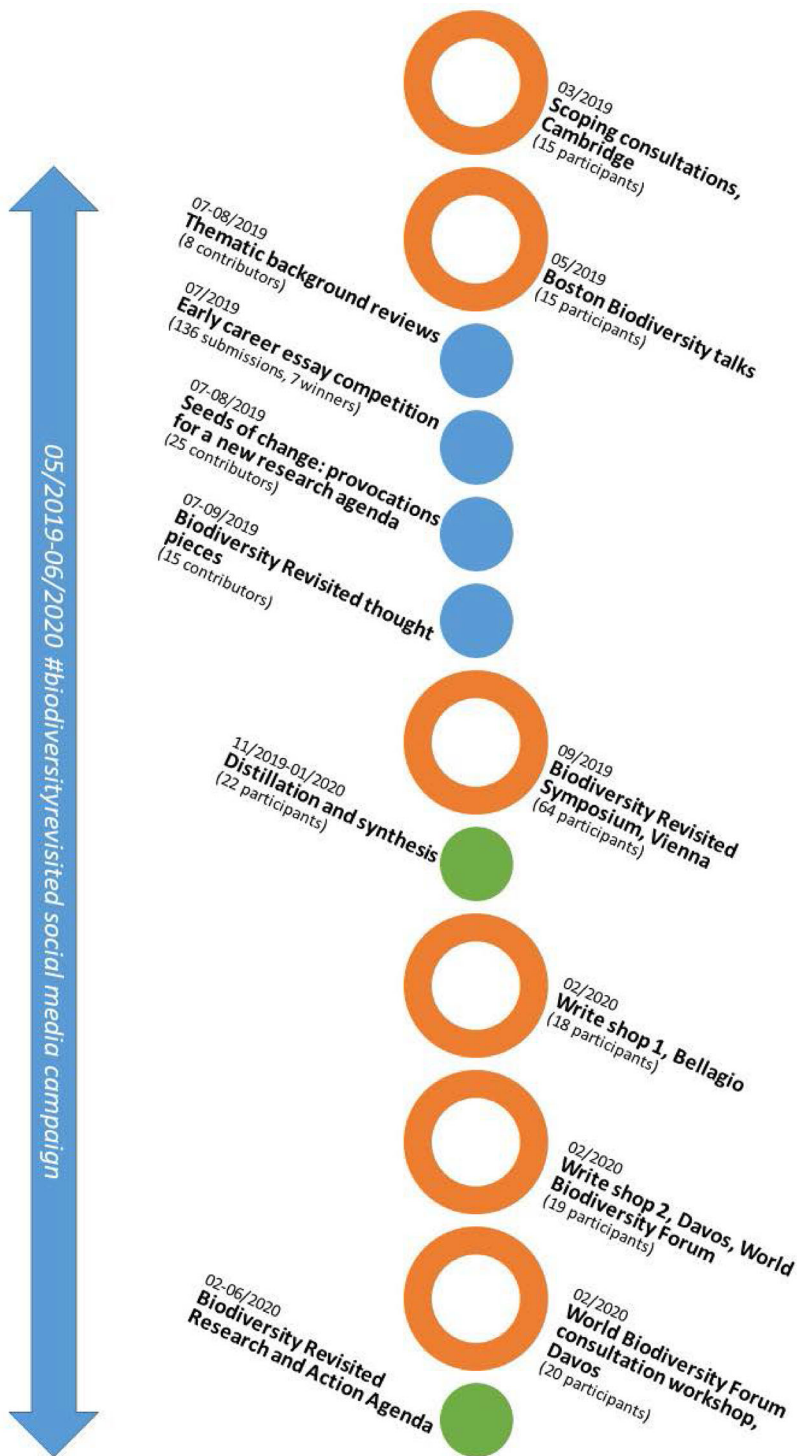 03/2019
Scoping consultations,
Cambridge
(15 participants)
05/2019
Boston Biodiversity talks
(15 participants)
07-08/2019
Thematic background reviews
(8 contributors)
07/2019
Early career essay competition
(136 submissions, 7 winners)
07-08/2019
Seeds of change: provocations
for a new research agenda
(25 contributors)
07-09/2019
Biodiversity Revisited thought
pieces
(15 contributors)
09/2019
Biodiversity Revisited
Symposium, Vienna
(64 participants)
11/2019-01/2020
Distillation and synthesis
(22 participants)
02/2020
Write shop 1, Bellagio
(18 participants)
02/2020
Write shop 2, Davos, World
Biodiversity Forum
(19 participants)
02/2020
World Biodiversity Forum
consultation workshop,
Davos
(20 participants)
02-06/2020
Biodiversity Revisited
Research and Action Agenda
05/2019-06/2020 #biodiversityrevisited social media campaign